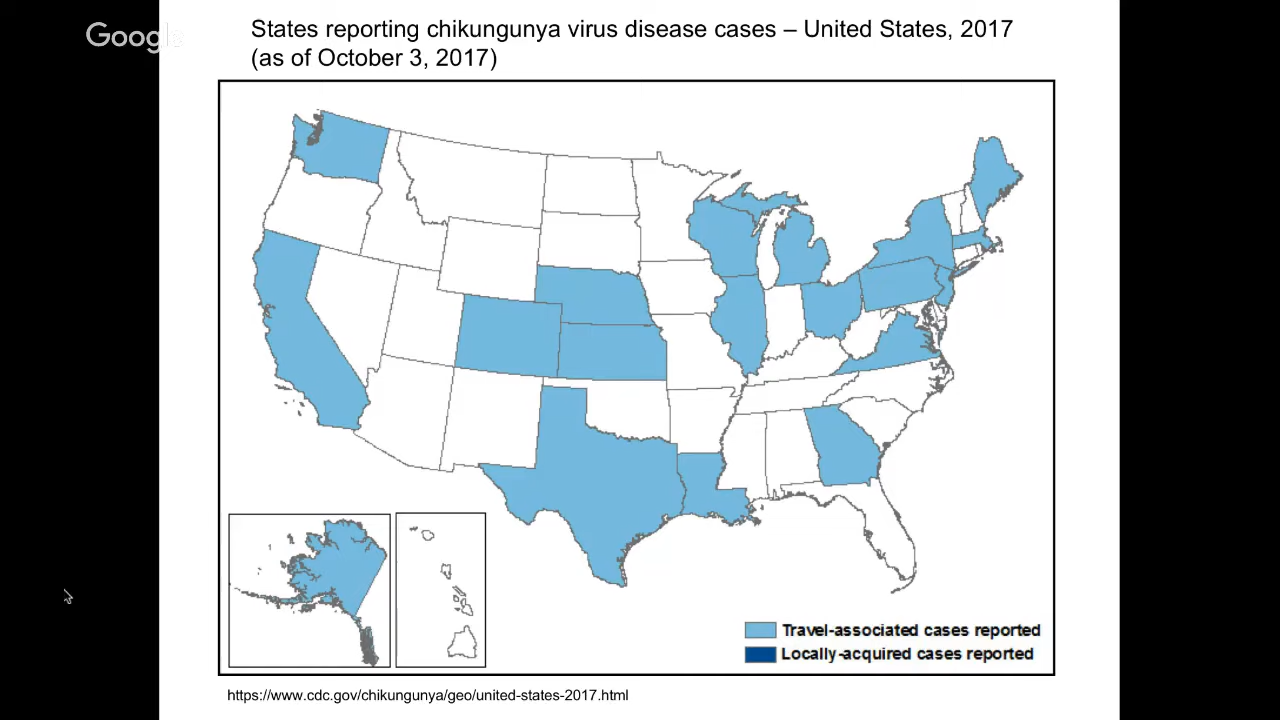 Google
States reporting chikungunya virus disease cases – United States, 2017
(as of October 3, 2017)
Travel-associated cases reported
Locally-acquired cases reported
https://www.cdc.gov/chikungunya/geo/united-states-2017.html